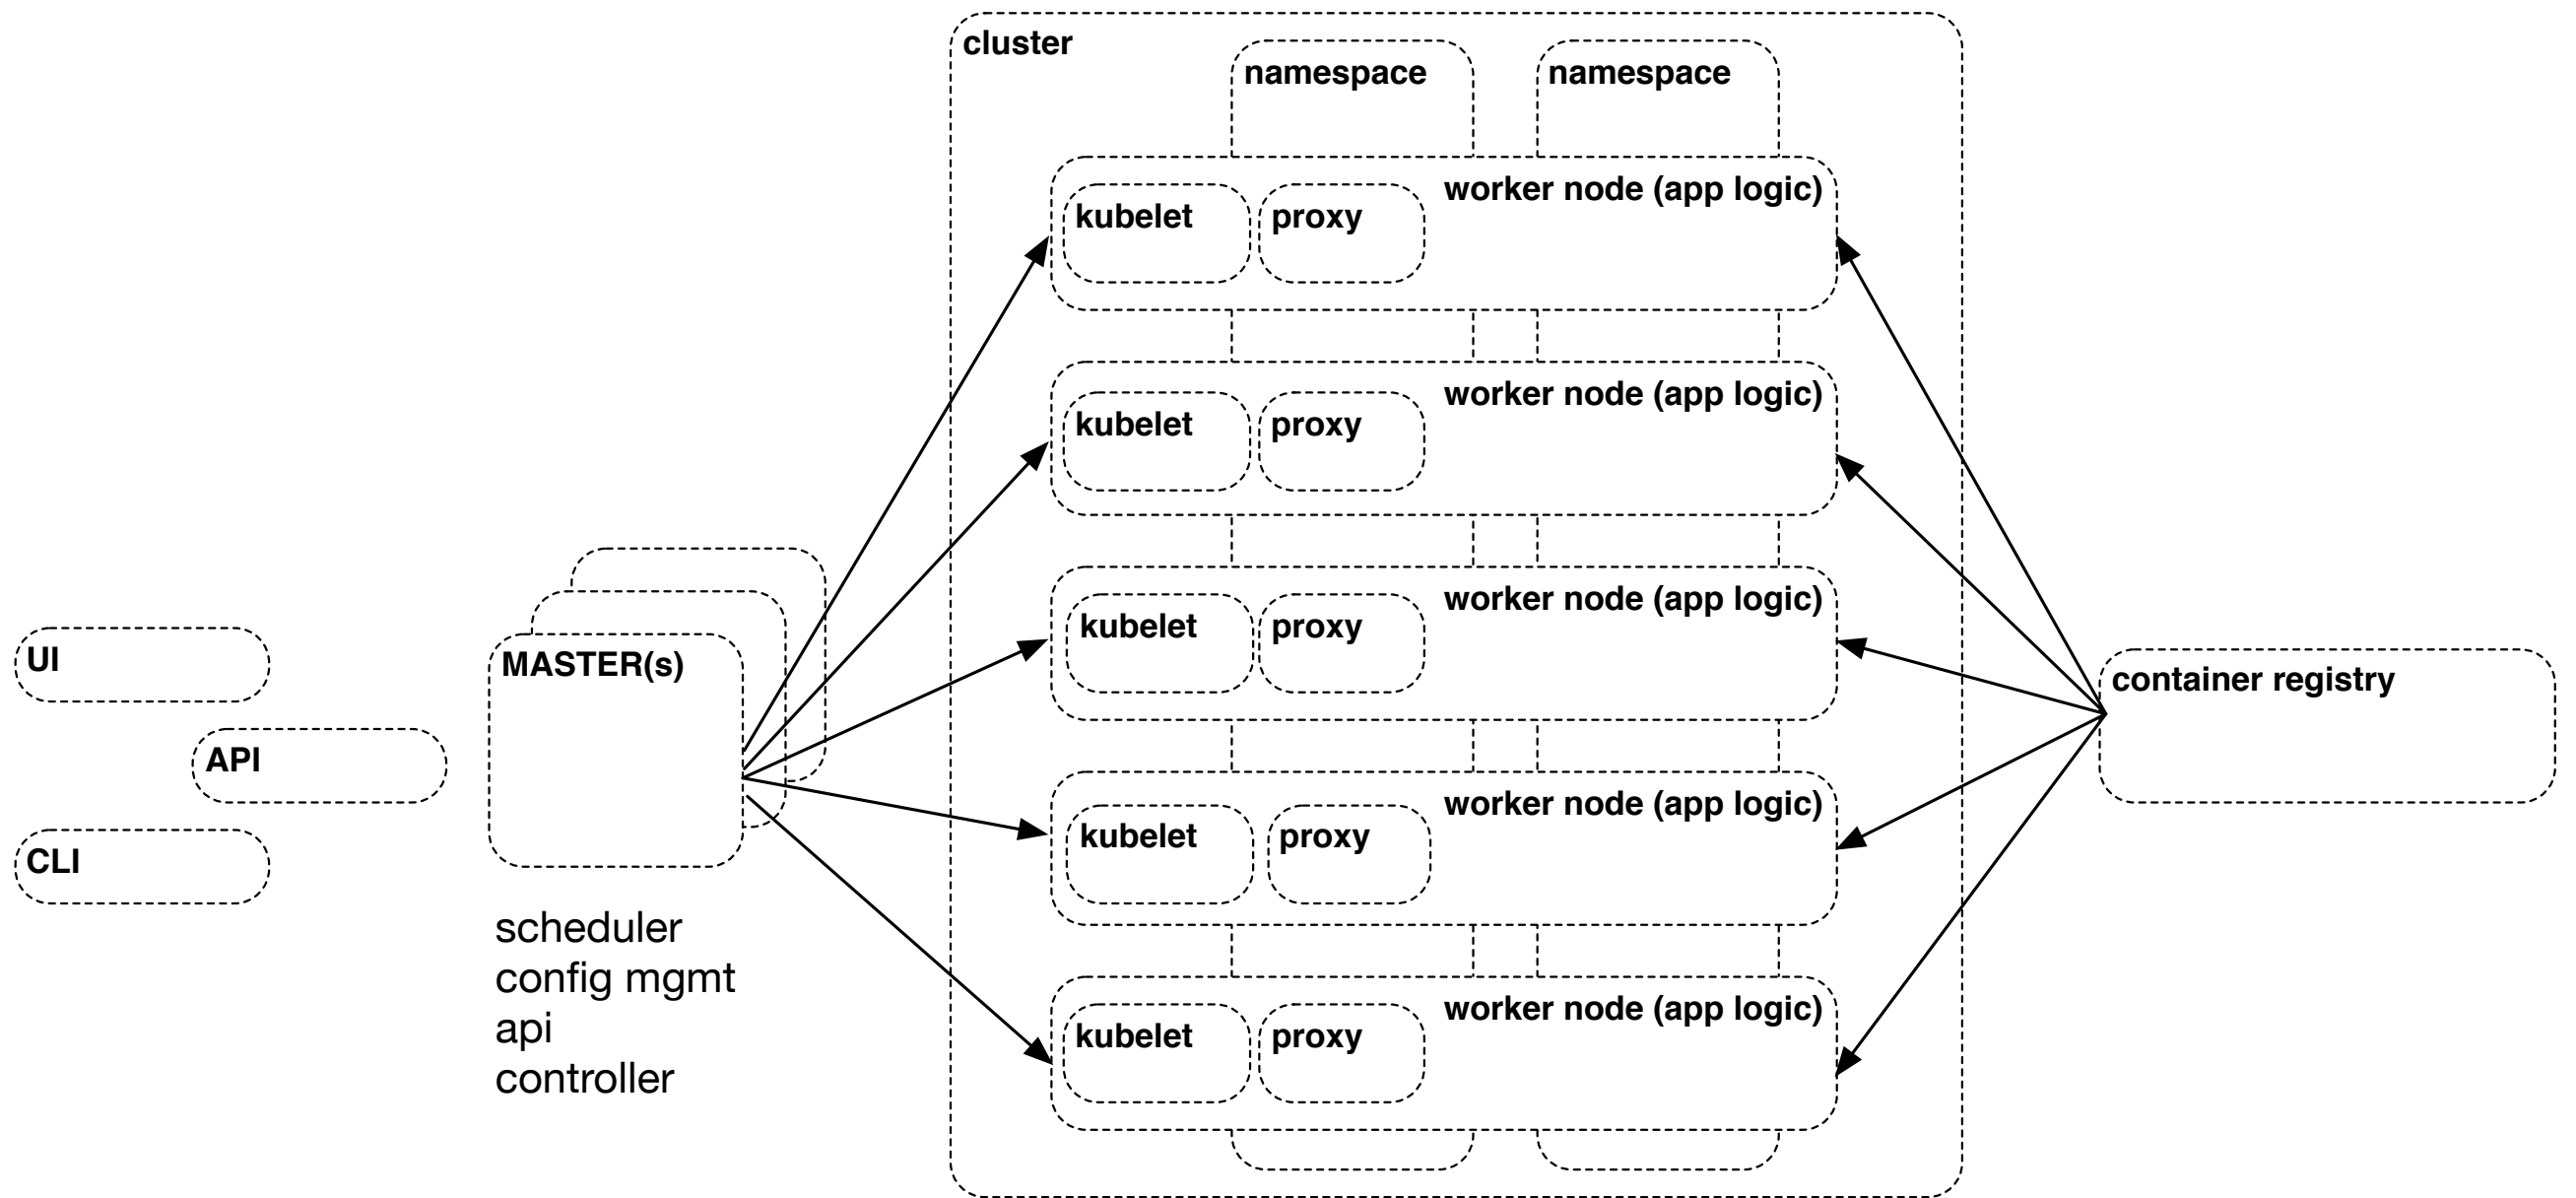 cluster
namespace
namespace
worker node (app logic)
kubelet
proxy
worker node (app logic)
kubelet
proxy
worker node (app logic)
kubelet
proxy
worker node (app logic)
kubelet
proxy
worker node (app logic)
kubelet
proxy
UI
API
CLI
MASTER(s)
scheduler
config mgmt
api
controller
container registry